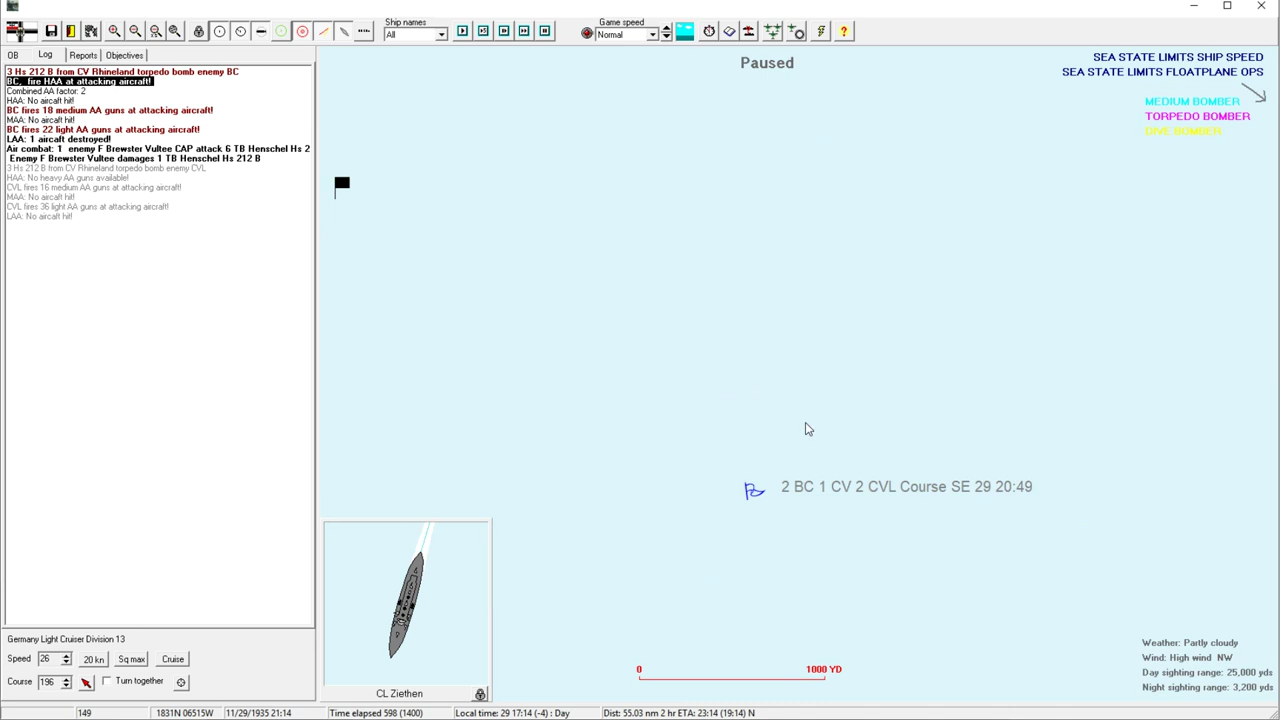 Ship names
Game speed
All
Normal
OB
Log
Reports
Objectives
3 Hs 212 B from CV Rhineland torpedo bomb enemy BC
BC, fire HAA at attacking aircraft!
Combined AA factor: 2
HAA: No aircaft hit!
BC fires 18 medium AA guns at attacking aircraft!
MAA: No aircaft hit!
BC fires 22 light AA guns at attacking aircraft!
LAA: 1 aircaft destroyed!
Air combat: 1 enemy F Brewster Vultee CAP attack 6 TB Henschel Hs 2
Enemy F Brewster Vultee damages 1 TB Henschel Hs 212 B
3 Hs 212 B from CV Rhineland torpedo bomb enemy CVL
HAA: No heavy AA guns available!
CVL fires 16 medium AA guns at attacking aircraft!
MAA: No aircaft hit!
CVL fires 36 light AA guns at attacking aircraft!
LAA: No aircaft hit!
Paused
SEA STATE LIMITS SHIP SPEED
SEA STATE LIMITS FLOATPLANE OPS
MEDIUM BOMBER
TORPEDO BOMBER
DIVE BOMBER
2 BC 1 CV 2 CVL Course SE 29 20:49
Germany Light Cruiser Division 13
Speed 26 20 kn Sq max Cruise
Course 196 Turn together
CL Ziethen
0 1000 YD
Weather: Partly cloudy
Wind: High wind NW
Day sighting range: 25,000 yds
Night sighting range: 3,200 yds
149 1831N 06515W 11/29/1935 21:14 Time elapsed 598 (1400) Local time: 29 17:14 (-4) : Day Dist: 55.03 nm 2 hr ETA: 23:14 (19:14) N